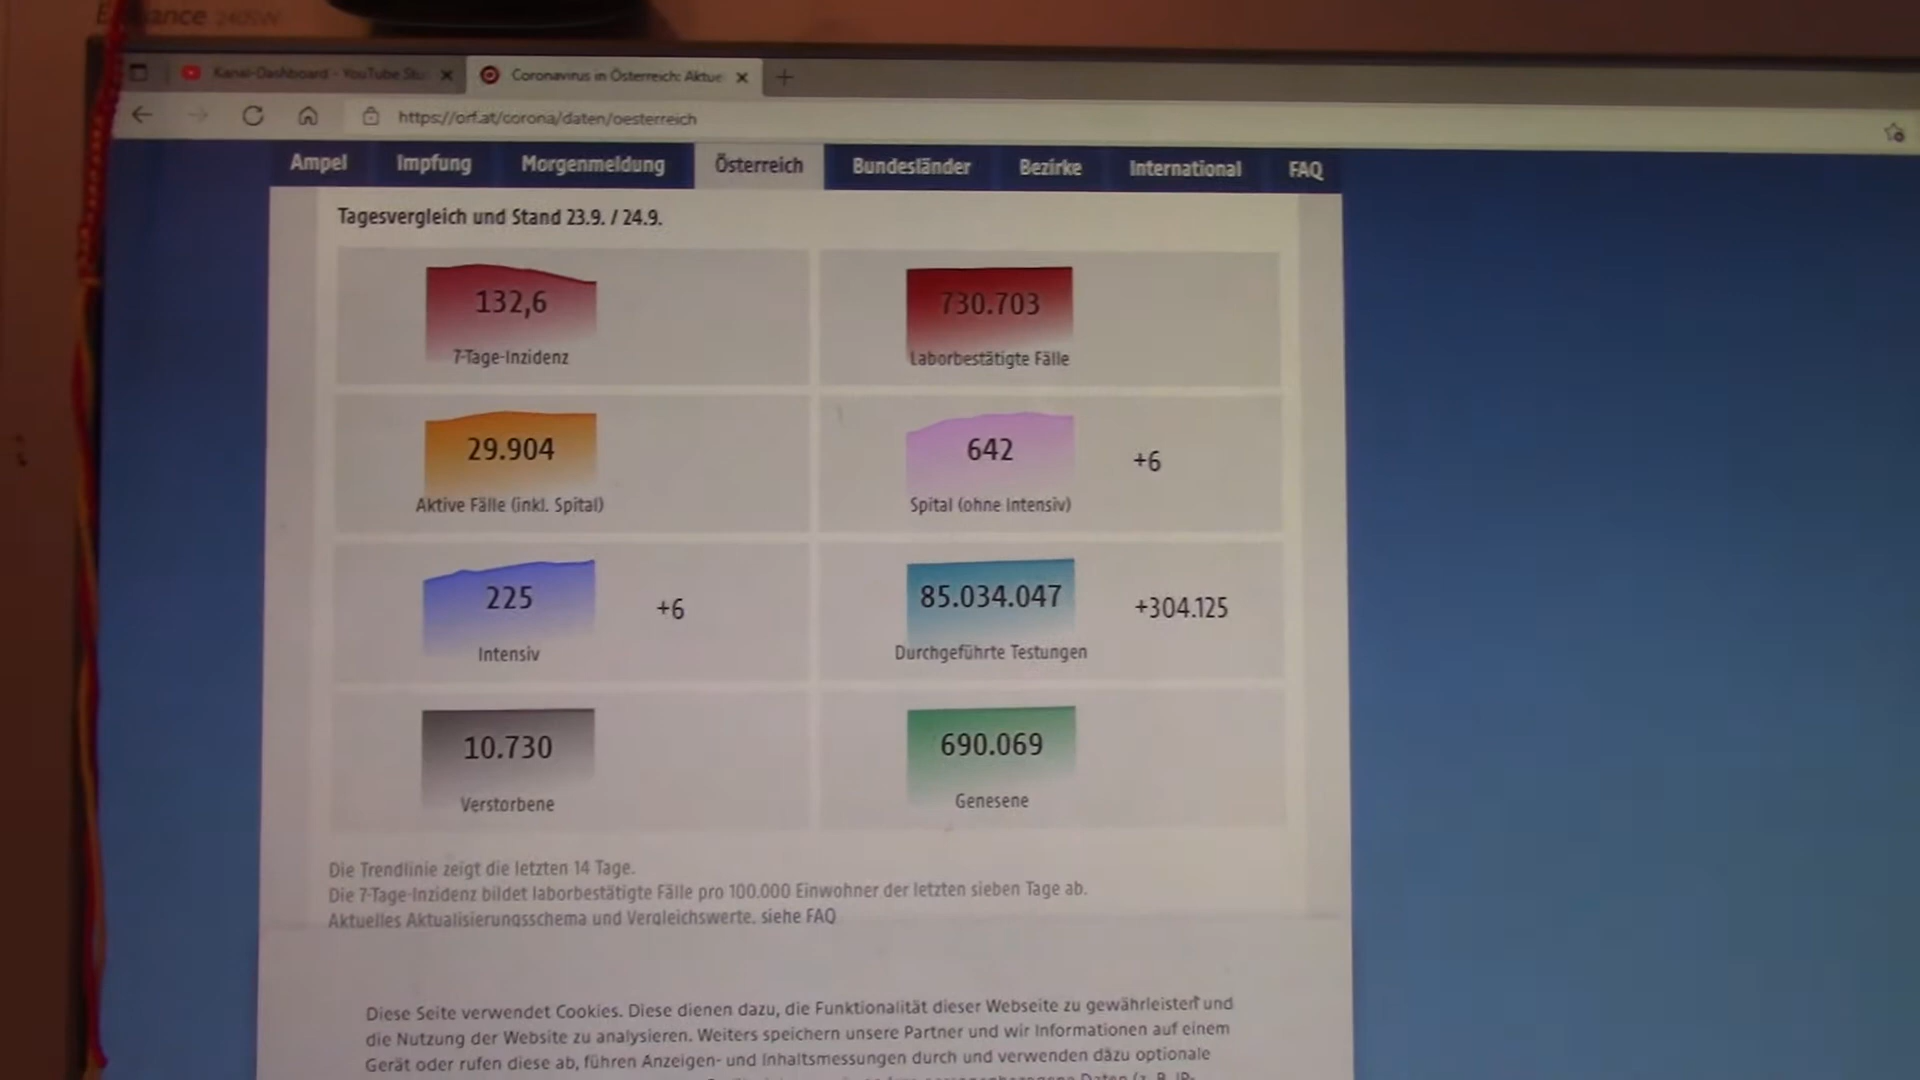 2400W
Kanal-Dashboard - YouTube Stu
Coronavirus in Österreich: Aktue
https://orf.at/corona/daten/oesterreich
Ampel Impfung Morgenmeldung Österreich Bundesländer Bezirke International FAQ
Tagesvergleich und Stand 23.9. / 24.9.
132,6
7-Tage-Inzidenz
730.703
Laborbestätigte Fälle
29.904
Aktive Fälle (inkl. Spital)
642
+6
Spital (ohne Intensiv)
225
+6
Intensiv
85.034.047
+304.125
Durchgeführte Testungen
10.730
Verstorbene
690.069
Genesene
Die Trendlinie zeigt die letzten 14 Tage.
Die 7-Tage-Inzidenz bildet laborbestätigte Fälle pro 100.000 Einwohner der letzten sieben Tage ab.
Aktuelles Aktualisierungsschema und Vergleichswerte. siehe FAQ
Diese Seite verwendet Cookies. Diese dienen dazu, die Funktionalität dieser Webseite zu gewährleisten und
die Nutzung der Website zu analysieren. Weiters speichern unsere Partner und wir Informationen auf einem
Gerät oder rufen diese ab, führen Anzeigen- und Inhaltsmessungen durch und verwenden dazu optionale